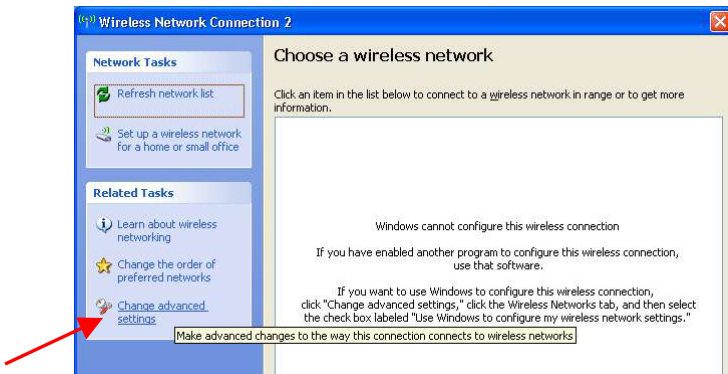 Wireless Network Connection 2
Network Tasks
Refresh network list
Set up a wireless network
for a home or small office
Related Tasks
Learn about wireless
networking
Change the order of
preferred networks
Change advanced
settings
Choose a wireless network
Click an item in the list below to connect to a wireless network in range or to get more
information.
Windows cannot configure this wireless connection
If you have enabled another program to configure this wireless connection,
use that software.
If you want to use Windows to configure this wireless connection,
click "Change advanced settings," click the Wireless Networks tab, and then select
the check box labeled "Use Windows to configure my wireless network settings."
Make advanced changes to the way this connection connects to wireless networks